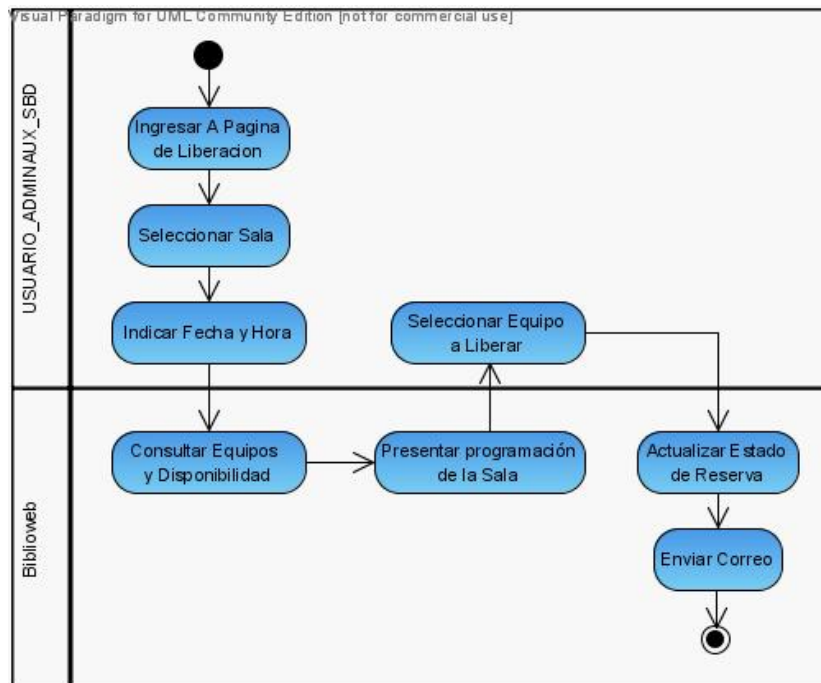 Visual Paradigm for UML Community Edition [not for commercial use]
USUARIO_ADMINAUX_SBD
Ingresar A Pagina
de Liberacion
Seleccionar Sala
Indicar Fecha y Hora
Seleccionar Equipo
a Liberar
Biblioweb
Consultar Equipos
y Disponibilidad
Presentar programación
de la Sala
Actualizar Estado
de Reserva
Enviar Correo